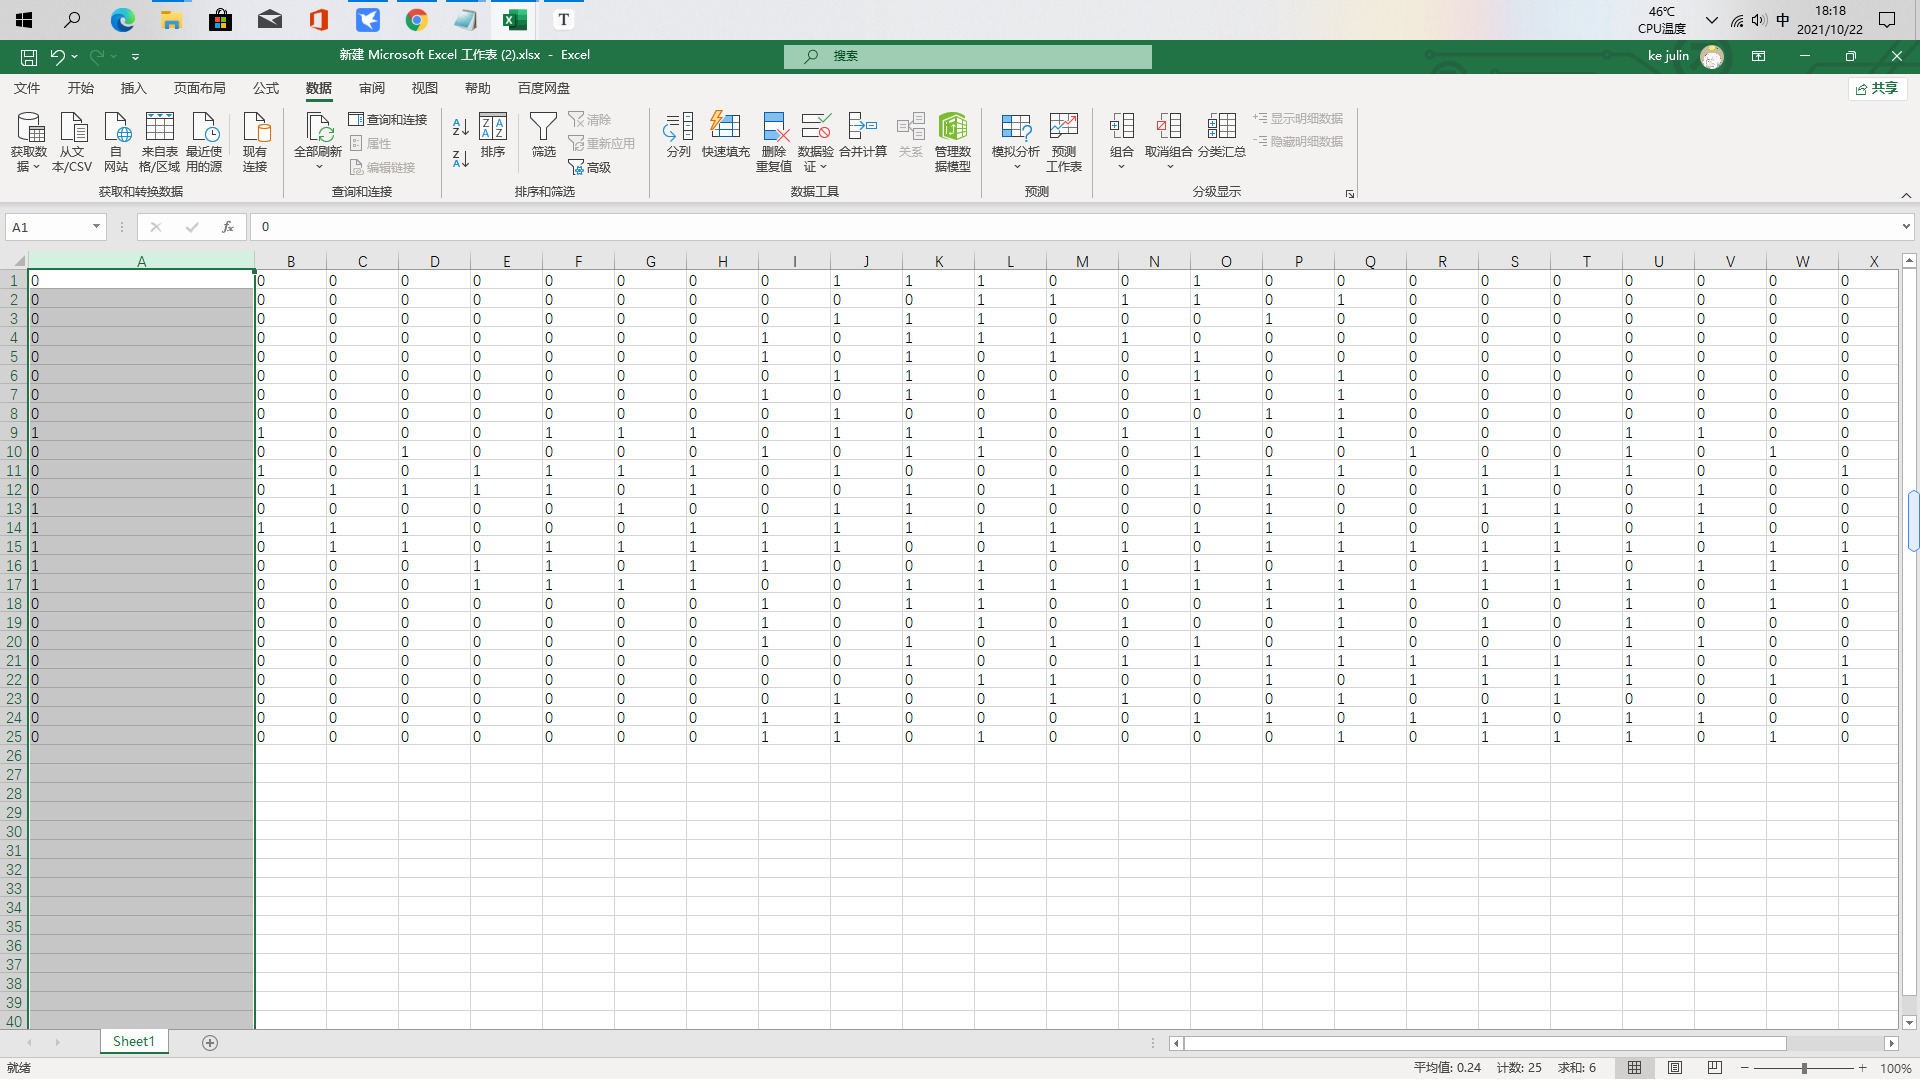 46℃
CPU温度
中
18:18
2021/10/22
新建 Microsoft Excel 工作表 (2).xlsx - Excel
搜索
ke julin
文件 开始 插入 页面布局 公式 数据 审阅 视图 帮助 百度网盘
共享
获取数据 从文本/CSV 自网站 来自表格/区域 最近使用的源 现有连接
获取和转换数据
全部刷新 查询和连接 属性 编辑链接
查询和连接
排序 筛选 清除 重新应用 高级
排序和筛选
分列 快速填充 删除重复值 数据验证 合并计算 关系 管理数据模型
数据工具
模拟分析 预测工作表
预测
组合 取消组合 分类汇总 显示明细数据 隐藏明细数据
分级显示
A1 fx 0
A B C D E F G H I J K L M N O P Q R S T U V W X
1 0 0 0 0 0 0 0 0 0 1 1 1 0 0 1 0 0 0 0 0 0 0 0 0
2 0 0 0 0 0 0 0 0 0 0 0 1 1 1 1 0 1 0 0 0 0 0 0 0
3 0 0 0 0 0 0 0 0 0 1 1 1 0 0 0 1 0 0 0 0 0 0 0 0
4 0 0 0 0 0 0 0 0 1 0 1 1 1 1 0 0 0 0 0 0 0 0 0 0
5 0 0 0 0 0 0 0 0 1 0 1 0 1 0 1 0 0 0 0 0 0 0 0 0
6 0 0 0 0 0 0 0 0 0 1 1 0 0 0 1 0 1 0 0 0 0 0 0 0
7 0 0 0 0 0 0 0 0 1 0 1 0 1 0 1 0 1 0 0 0 0 0 0 0
8 0 0 0 0 0 0 0 0 0 1 0 0 0 0 0 1 1 0 0 0 0 0 0 0
9 1 1 0 0 0 1 1 1 0 1 1 1 0 1 1 0 1 0 0 0 1 1 0 0
10 0 0 0 1 0 0 0 0 1 0 1 1 0 0 1 0 0 1 0 0 1 0 1 0
11 0 1 0 0 1 1 1 1 0 1 0 0 0 0 1 1 1 0 1 1 1 0 0 1
12 0 0 1 1 1 1 0 1 0 0 1 0 1 0 1 1 0 0 1 0 0 1 0 0
13 1 0 0 0 0 0 1 0 0 1 1 0 0 0 0 1 0 0 1 1 0 1 0 0
14 1 1 1 1 0 0 0 1 1 1 1 1 1 0 1 1 1 0 0 1 0 1 0 0
15 1 0 1 1 0 1 1 1 1 1 0 0 1 1 0 1 1 1 1 1 1 0 1 1
16 1 0 0 0 1 1 0 1 1 0 0 1 0 0 1 0 1 0 1 1 0 1 1 0
17 1 0 0 0 1 1 1 1 0 0 1 1 1 1 1 1 1 1 1 1 1 0 1 1
18 0 0 0 0 0 0 0 0 1 0 1 1 0 0 0 1 1 0 0 0 1 0 1 0
19 0 0 0 0 0 0 0 0 1 0 0 1 0 1 0 0 1 0 1 0 1 0 0 0
20 0 0 0 0 0 0 0 0 1 0 1 0 1 0 1 0 1 0 0 0 1 1 0 0
21 0 0 0 0 0 0 0 0 0 0 1 0 0 1 1 1 1 1 1 1 1 0 0 1
22 0 0 0 0 0 0 0 0 0 0 0 1 1 0 0 1 0 1 1 1 1 0 1 1
23 0 0 0 0 0 0 0 0 0 1 0 0 1 1 0 0 1 0 0 1 0 0 0 0
24 0 0 0 0 0 0 0 0 1 1 0 0 0 0 1 1 0 1 1 0 1 1 0 0
25 0 0 0 0 0 0 0 0 1 1 0 1 0 0 0 0 1 0 1 1 1 0 1 0
26
27
28
29
30
31
32
33
34
35
36
37
38
39
40
Sheet1
就绪
平均值: 0.24 计数: 25 求和: 6
100%